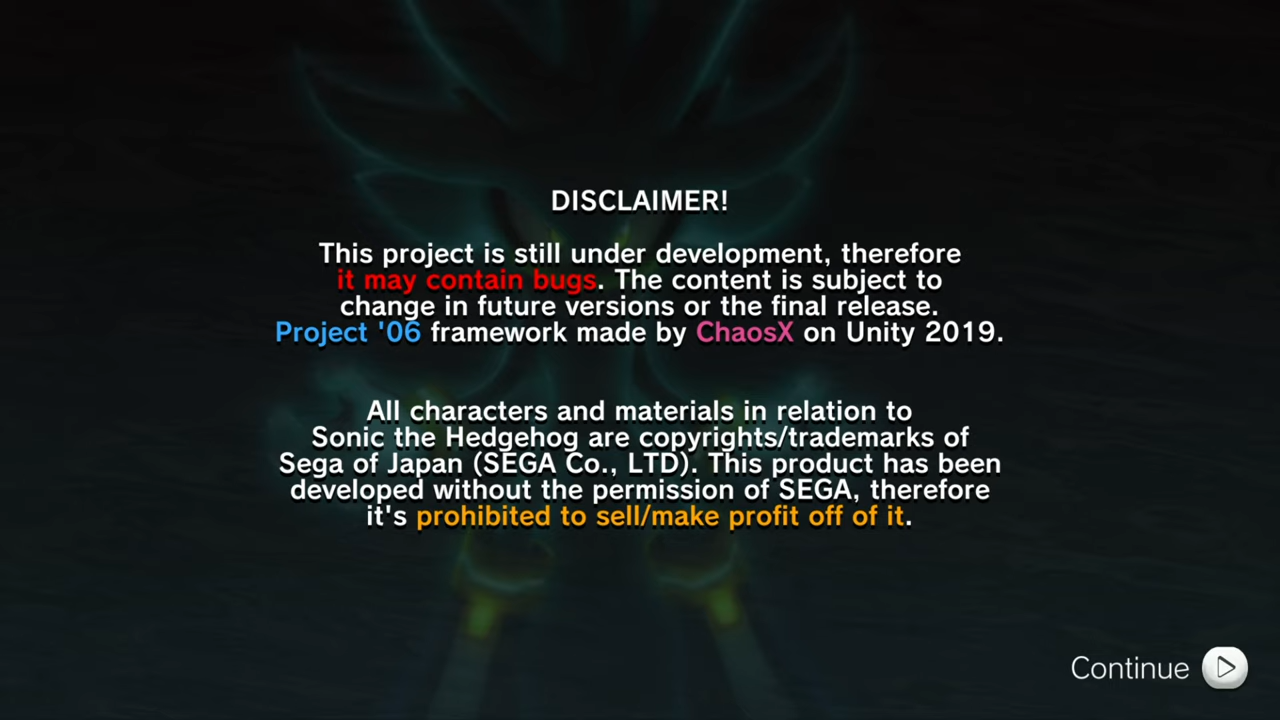 DISCLAIMER!
This project is still under development, therefore
it may contain bugs. The content is subject to
change in future versions or the final release.
Project '06 framework made by ChaosX on Unity 2019.
All characters and materials in relation to
Sonic the Hedgehog are copyrights/trademarks of
Sega of Japan (SEGA Co., LTD). This product has been
developed without the permission of SEGA, therefore
it's prohibited to sell/make profit off of it.
Continue